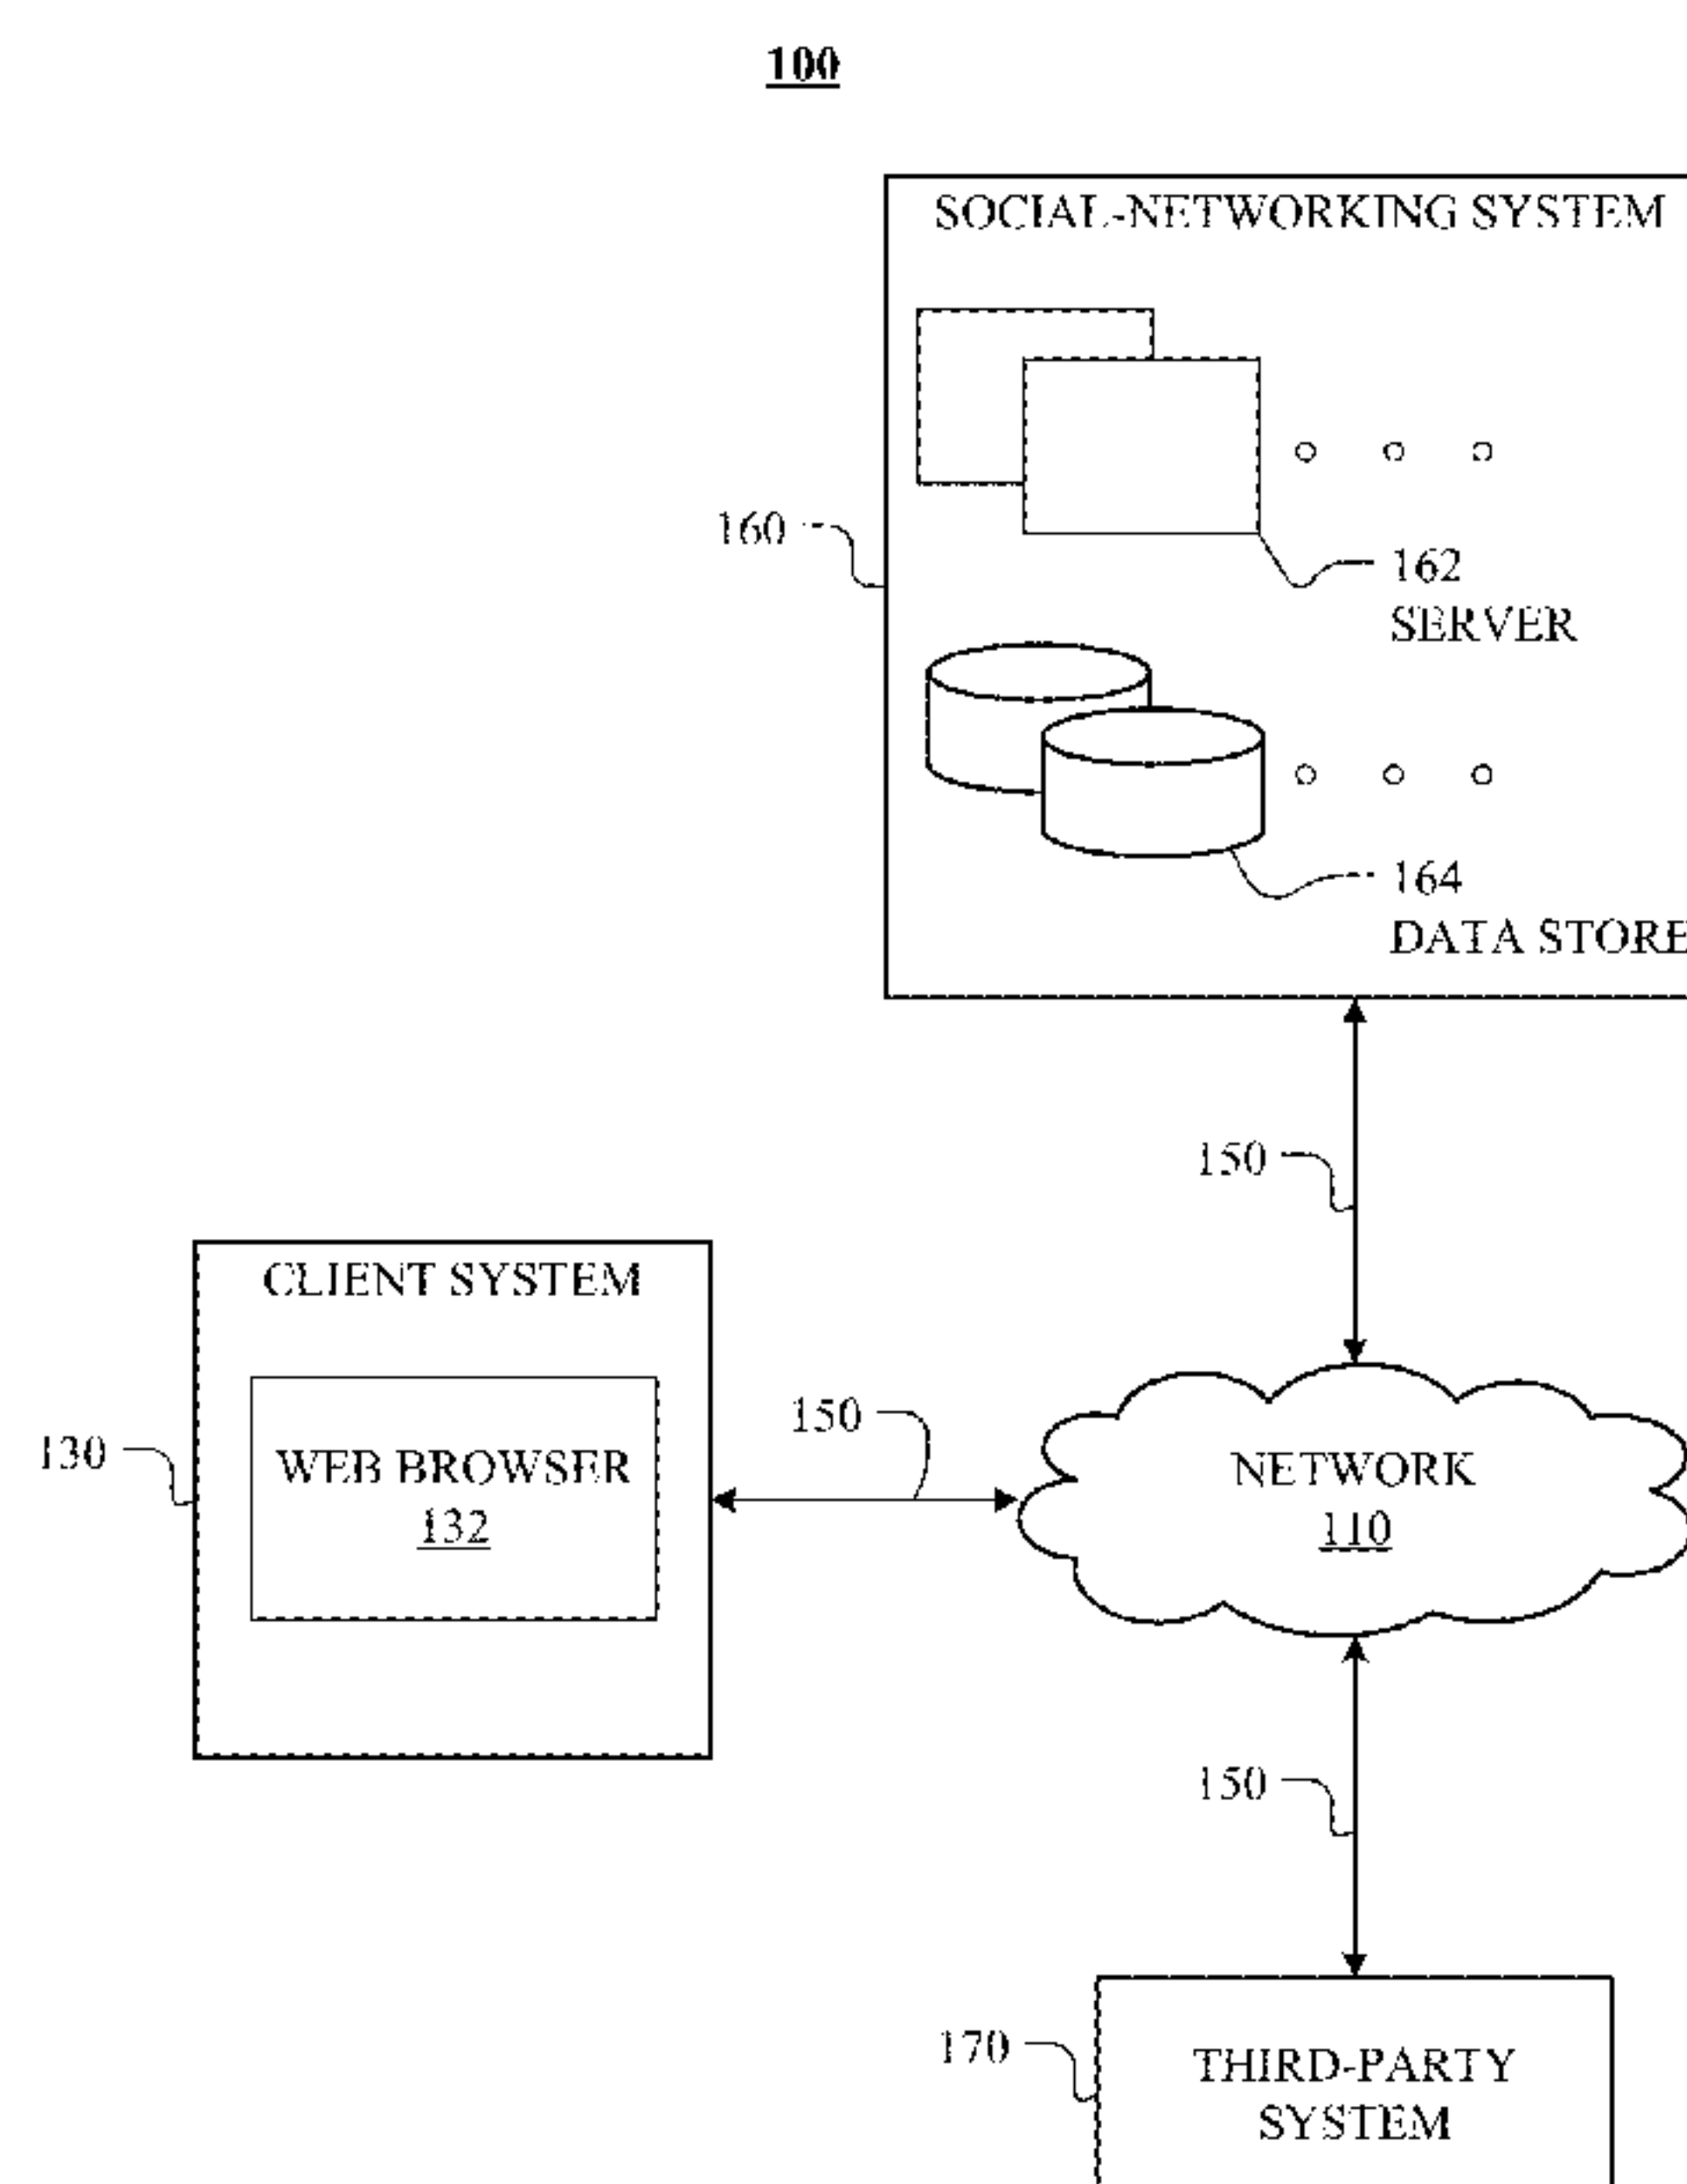 100
SOCIAL-NETWORKING SYSTEM
160
162
SERVER
164
DATA STORE
150
CLIENT SYSTEM
130
WEB BROWSER
132
150
NETWORK
110
150
170
THIRD-PARTY
SYSTEM